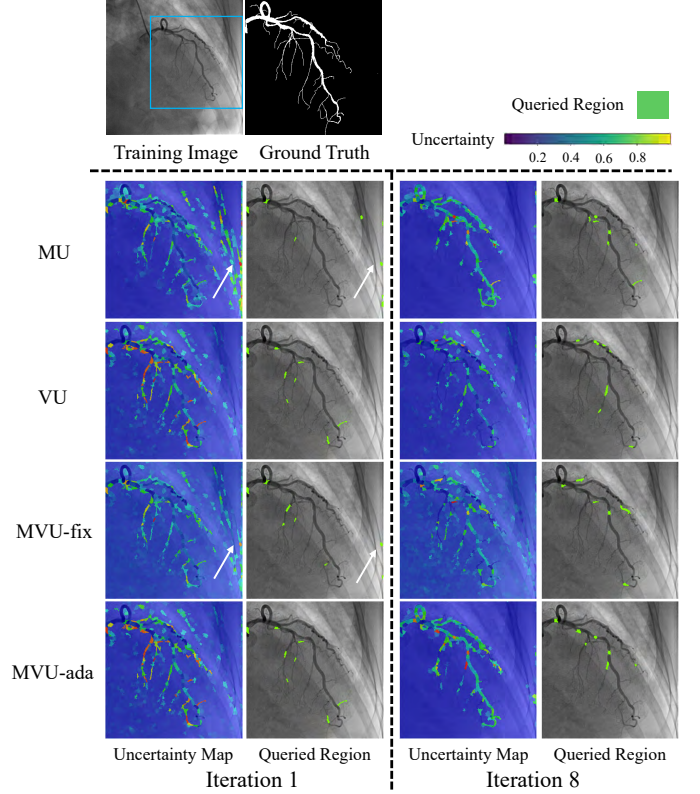 Training Image
Ground Truth
Queried Region
Uncertainty
0.2 0.4 0.6 0.8
MU
VU
MVU-fix
MVU-ada
Uncertainty Map Queried Region Uncertainty Map Queried Region
Iteration 1 Iteration 8